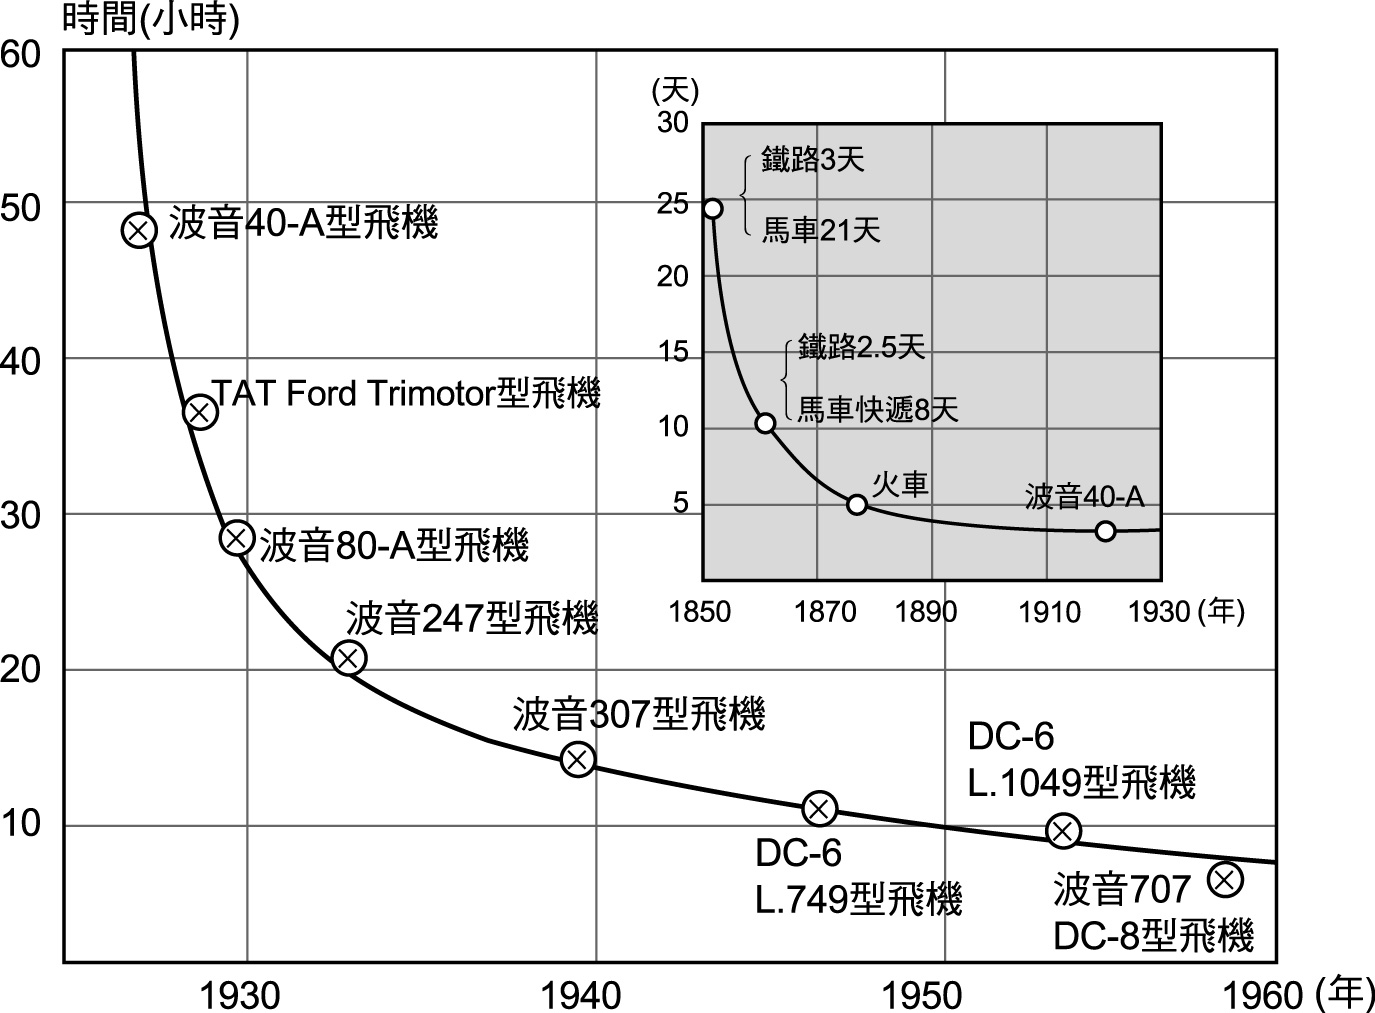 時間(小時)
60
50
40
30
20
10
1930
1940
1950
1960 (年)
波音40-A型飛機
TAT Ford Trimotor型飛機
波音80-A型飛機
波音247型飛機
波音307型飛機
DC-6
L.749型飛機
DC-6
L.1049型飛機
波音707
DC-8型飛機
(天)
30
25
20
15
10
5
1850
1870
1890
1910
1930 (年)
鐵路3天
馬車21天
鐵路2.5天
馬車快遞8天
火車
波音40-A